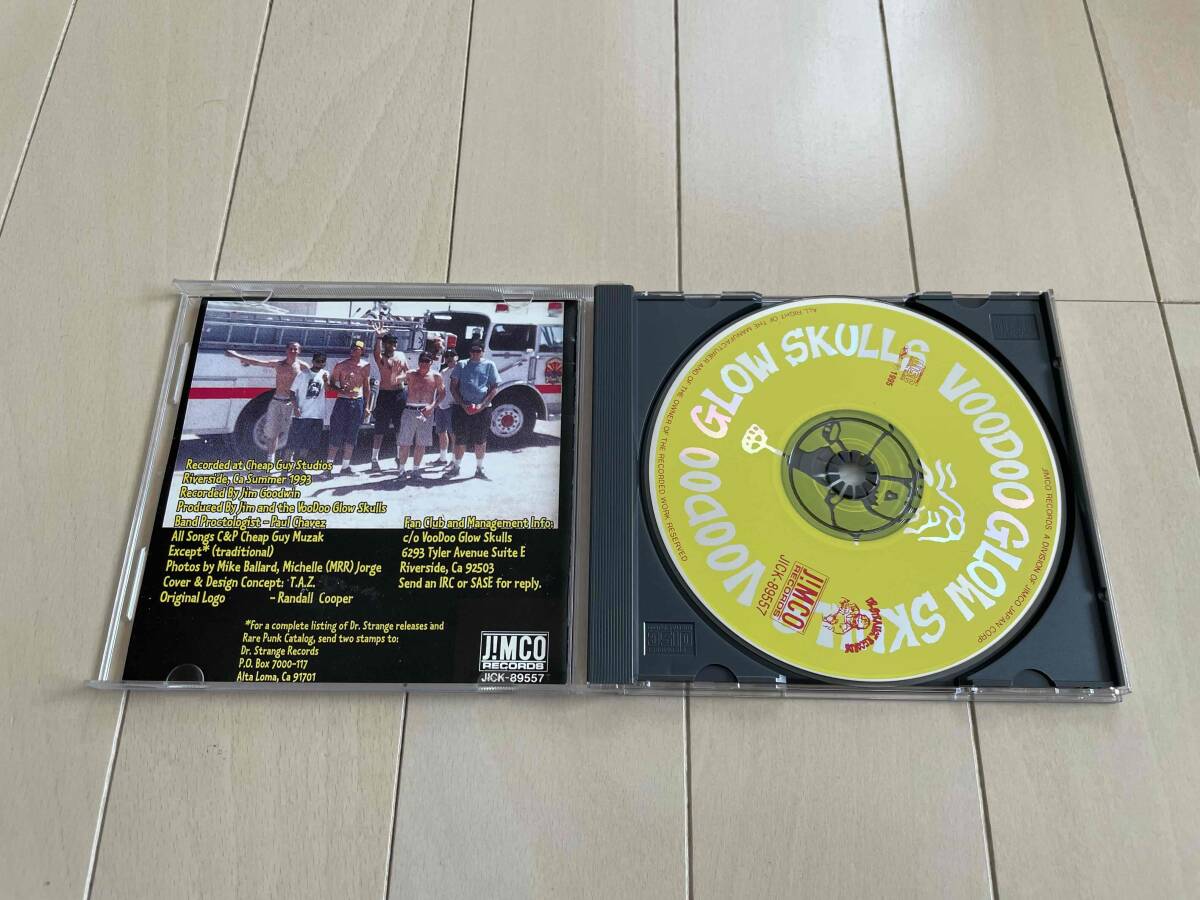 Recorded at Cheap Guy Studios
Riverside, Ca Summer 1993
Recorded By Jim Goodwin
Produced By Jim and the VooDoo Glow Skulls
Band Proctologist - Paul Chavez
All Songs C&P Cheap Guy Muzak
Except* (traditional)
Photos by Mike Ballard, Michelle (MRR) Jorge
Cover & Design Concept: T.A.Z.
Original Logo - Randall Cooper
Fan Club and Management Info:
c/o VooDoo Glow Skulls
6293 Tyler Avenue Suite E
Riverside, Ca 92503
Send an IRC or SASE for reply.
*For a complete listing of Dr. Strange releases and
Rare Punk Catalog, send two stamps to:
Dr. Strange Records
P.O. Box 7000-117
Alta Loma, Ca 91701
J!MCO
RECORDS
JICK-89557
VOODOO GLOW SKULLS
VOODOO GLOW SK
1995
ALL RIGHT OF THE MANUFACTURER AND OF THE OWNER OF THE RECORDED WORK RESERVED
JIMCO RECORDS A DIVISION OF JIMCO JAPAN CORP
J!MCO
RECORDS
JICK-89557